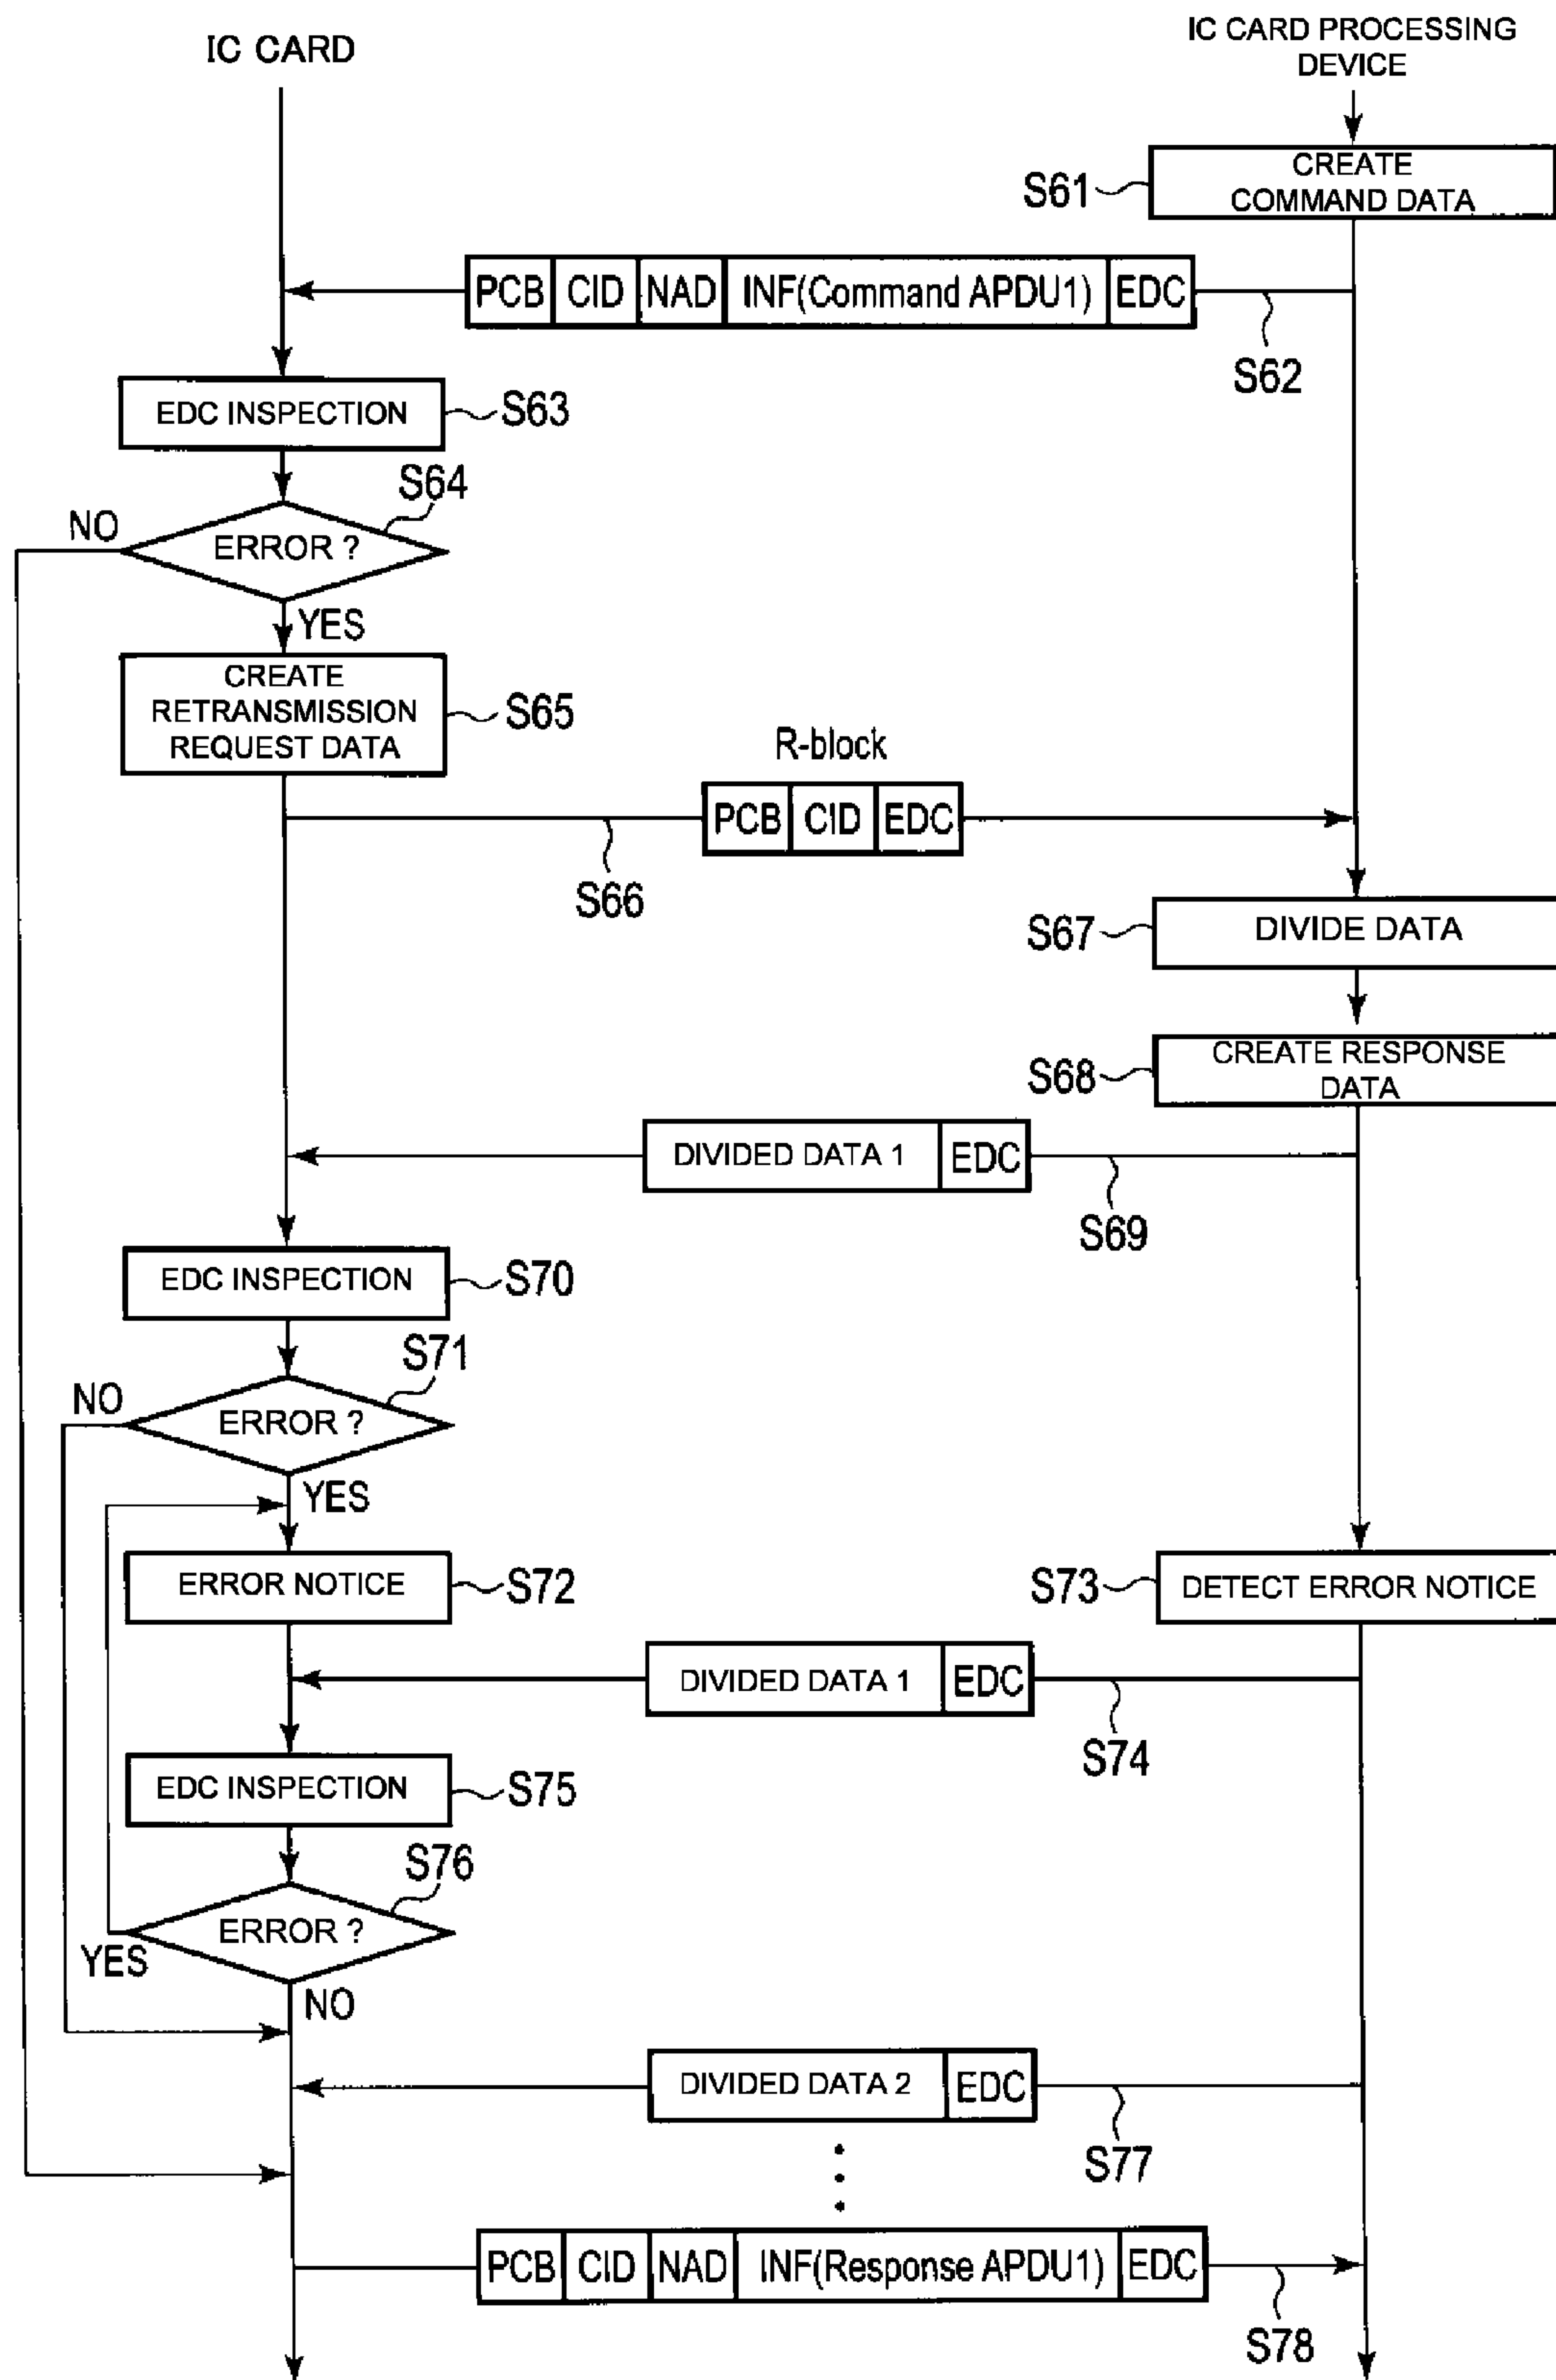 IC CARD
IC CARD PROCESSING
DEVICE
CREATE
COMMAND DATA
S61
PCB CID NAD INF(Command APDU1) EDC
S62
EDC INSPECTION
S63
S64
NO
ERROR ?
YES
CREATE
RETRANSMISSION
REQUEST DATA
S65
R-block
PCB CID EDC
S66
S67
DIVIDE DATA
S68
CREATE RESPONSE
DATA
DIVIDED DATA 1 EDC
S69
EDC INSPECTION
S70
S71
NO
ERROR ?
YES
ERROR NOTICE
S72
S73
DETECT ERROR NOTICE
DIVIDED DATA 1 EDC
S74
EDC INSPECTION
S75
S76
ERROR ?
YES
NO
DIVIDED DATA 2 EDC
S77
PCB CID NAD INF(Response APDU1) EDC
S78